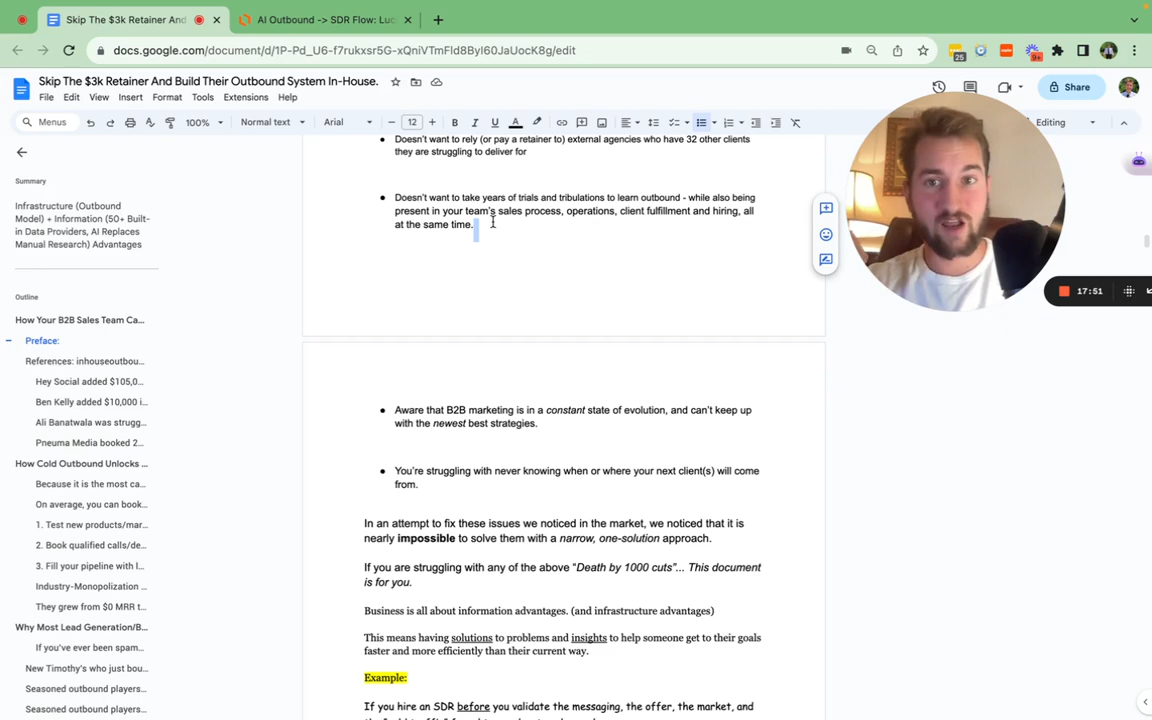 Skip The $3k Retainer And
AI Outbound -> SDR Flow: Luc
docs.google.com/document/d/1P-Pd_U6-f7rukxsr5G-xQniVTmFId8ByI60JaUocK8g/edit
25
9+
Skip The $3k Retainer And Build Their Outbound System In-House.
File Edit View Insert Format Tools Extensions Help
Share
Menus
100%
Normal text
Arial
12
B I U A
Editing
Summary
Infrastructure (Outbound
Model) + Information (50+ Built-
in Data Providers, AI Replaces
Manual Research) Advantages
Outline
How Your B2B Sales Team Ca...
Preface:
References: inhouseoutbou...
Hey Social added $105,0...
Ben Kelly added $10,000 i...
Ali Banatwala was strugg...
Pneuma Media booked 2...
How Cold Outbound Unlocks ...
Because it is the most ca...
On average, you can book...
1. Test new products/mar...
2. Book qualified calls/de...
3. Fill your pipeline with l...
Industry-Monopolization ...
They grew from $0 MRR t...
Why Most Lead Generation/B...
If you've ever been spam...
New Timothy's who just bou...
Seasoned outbound players...
Seasoned outbound players...
● Doesn't want to rely (or pay a retainer to) external agencies who have 32 other clients
they are struggling to deliver for
● Doesn't want to take years of trials and tribulations to learn outbound - while also being
present in your team's sales process, operations, client fulfillment and hiring, all
at the same time.
● Aware that B2B marketing is in a constant state of evolution, and can't keep up
with the newest best strategies.
● You're struggling with never knowing when or where your next client(s) will come
from.
In an attempt to fix these issues we noticed in the market, we noticed that it is
nearly impossible to solve them with a narrow, one-solution approach.
If you are struggling with any of the above “Death by 1000 cuts”... This document
is for you.
Business is all about information advantages. (and infrastructure advantages)
This means having solutions to problems and insights to help someone get to their goals
faster and more efficiently than their current way.
Example:
If you hire an SDR before you validate the messaging, the offer, the market, and
17:51